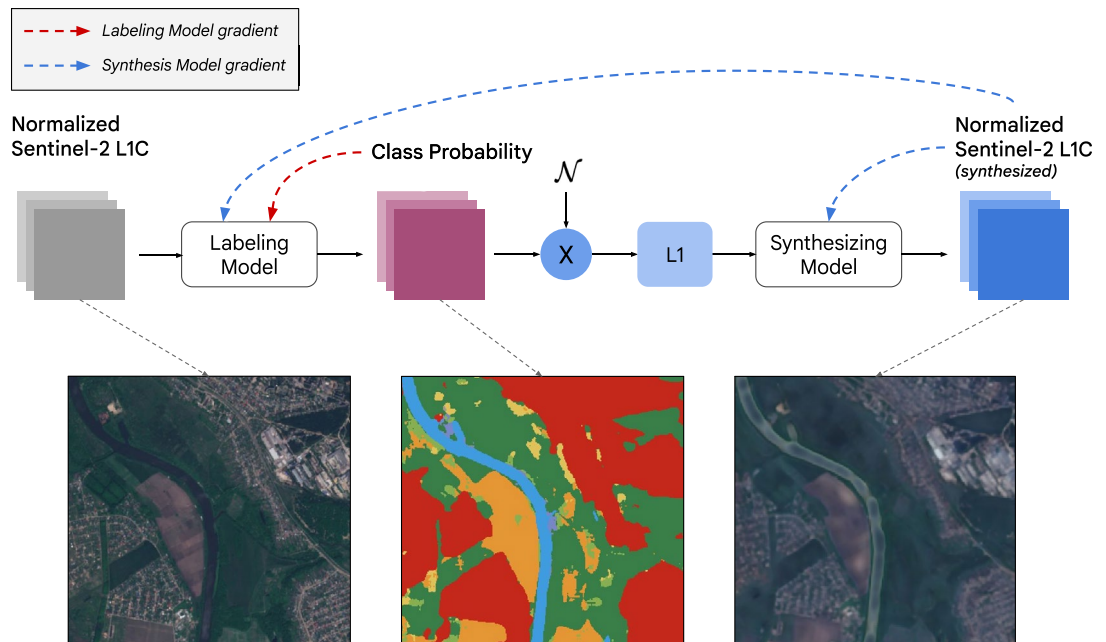 Labeling Model gradient
Synthesis Model gradient
Normalized
Sentinel-2 L1C
Class Probability
𝒩
Normalized
Sentinel-2 L1C
(synthesized)
Labeling
Model
X
L1
Synthesizing
Model